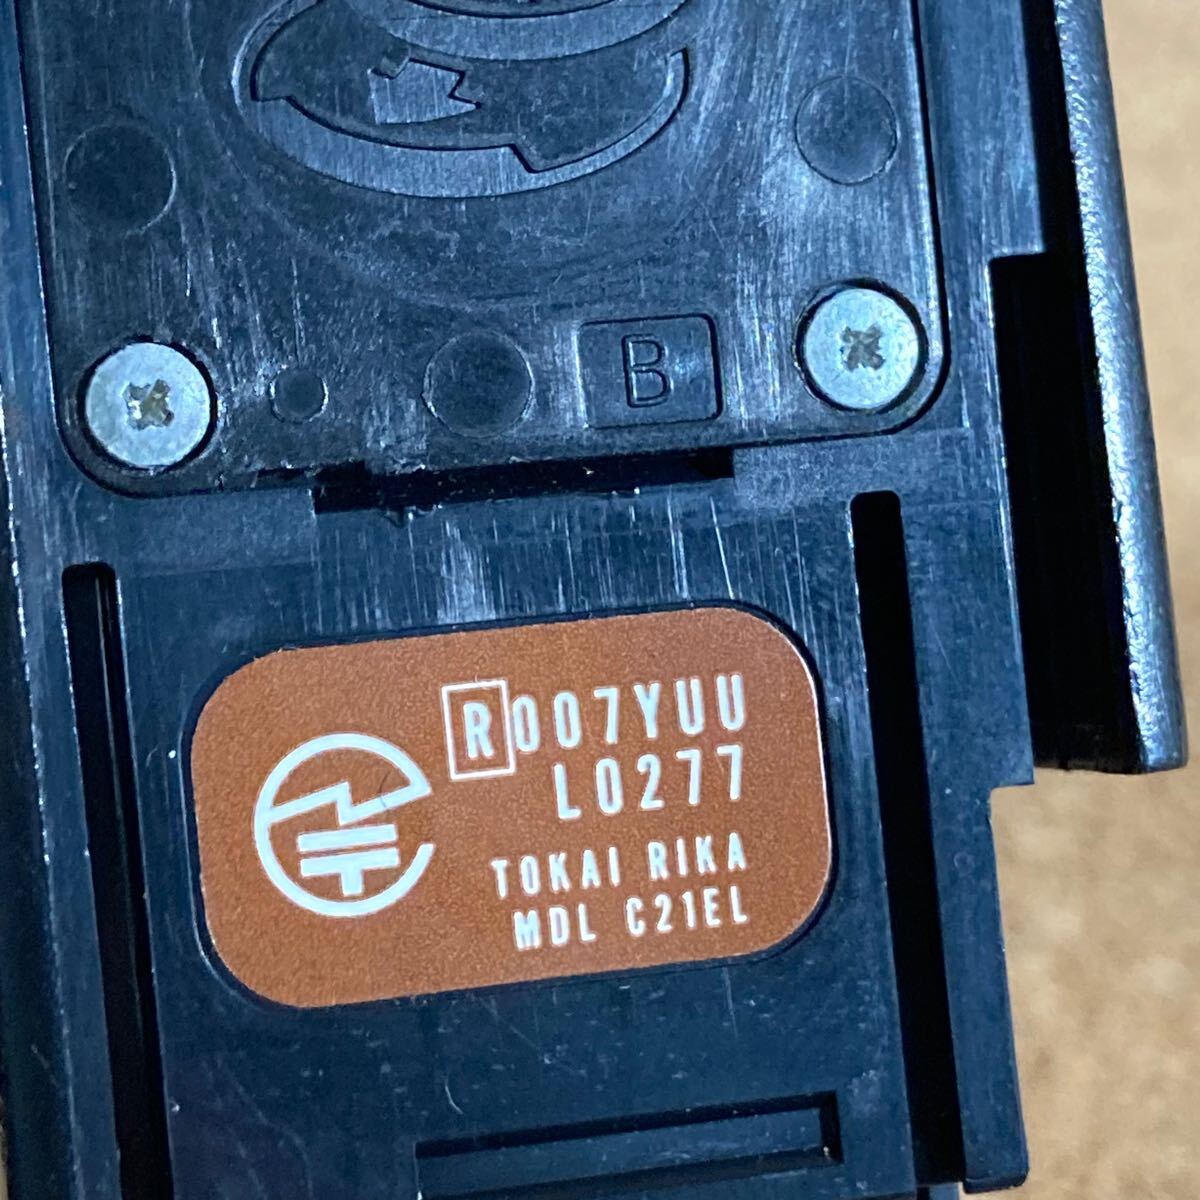 B
R007YUU
L0277
TOKAI RIKA
MDL C21EL